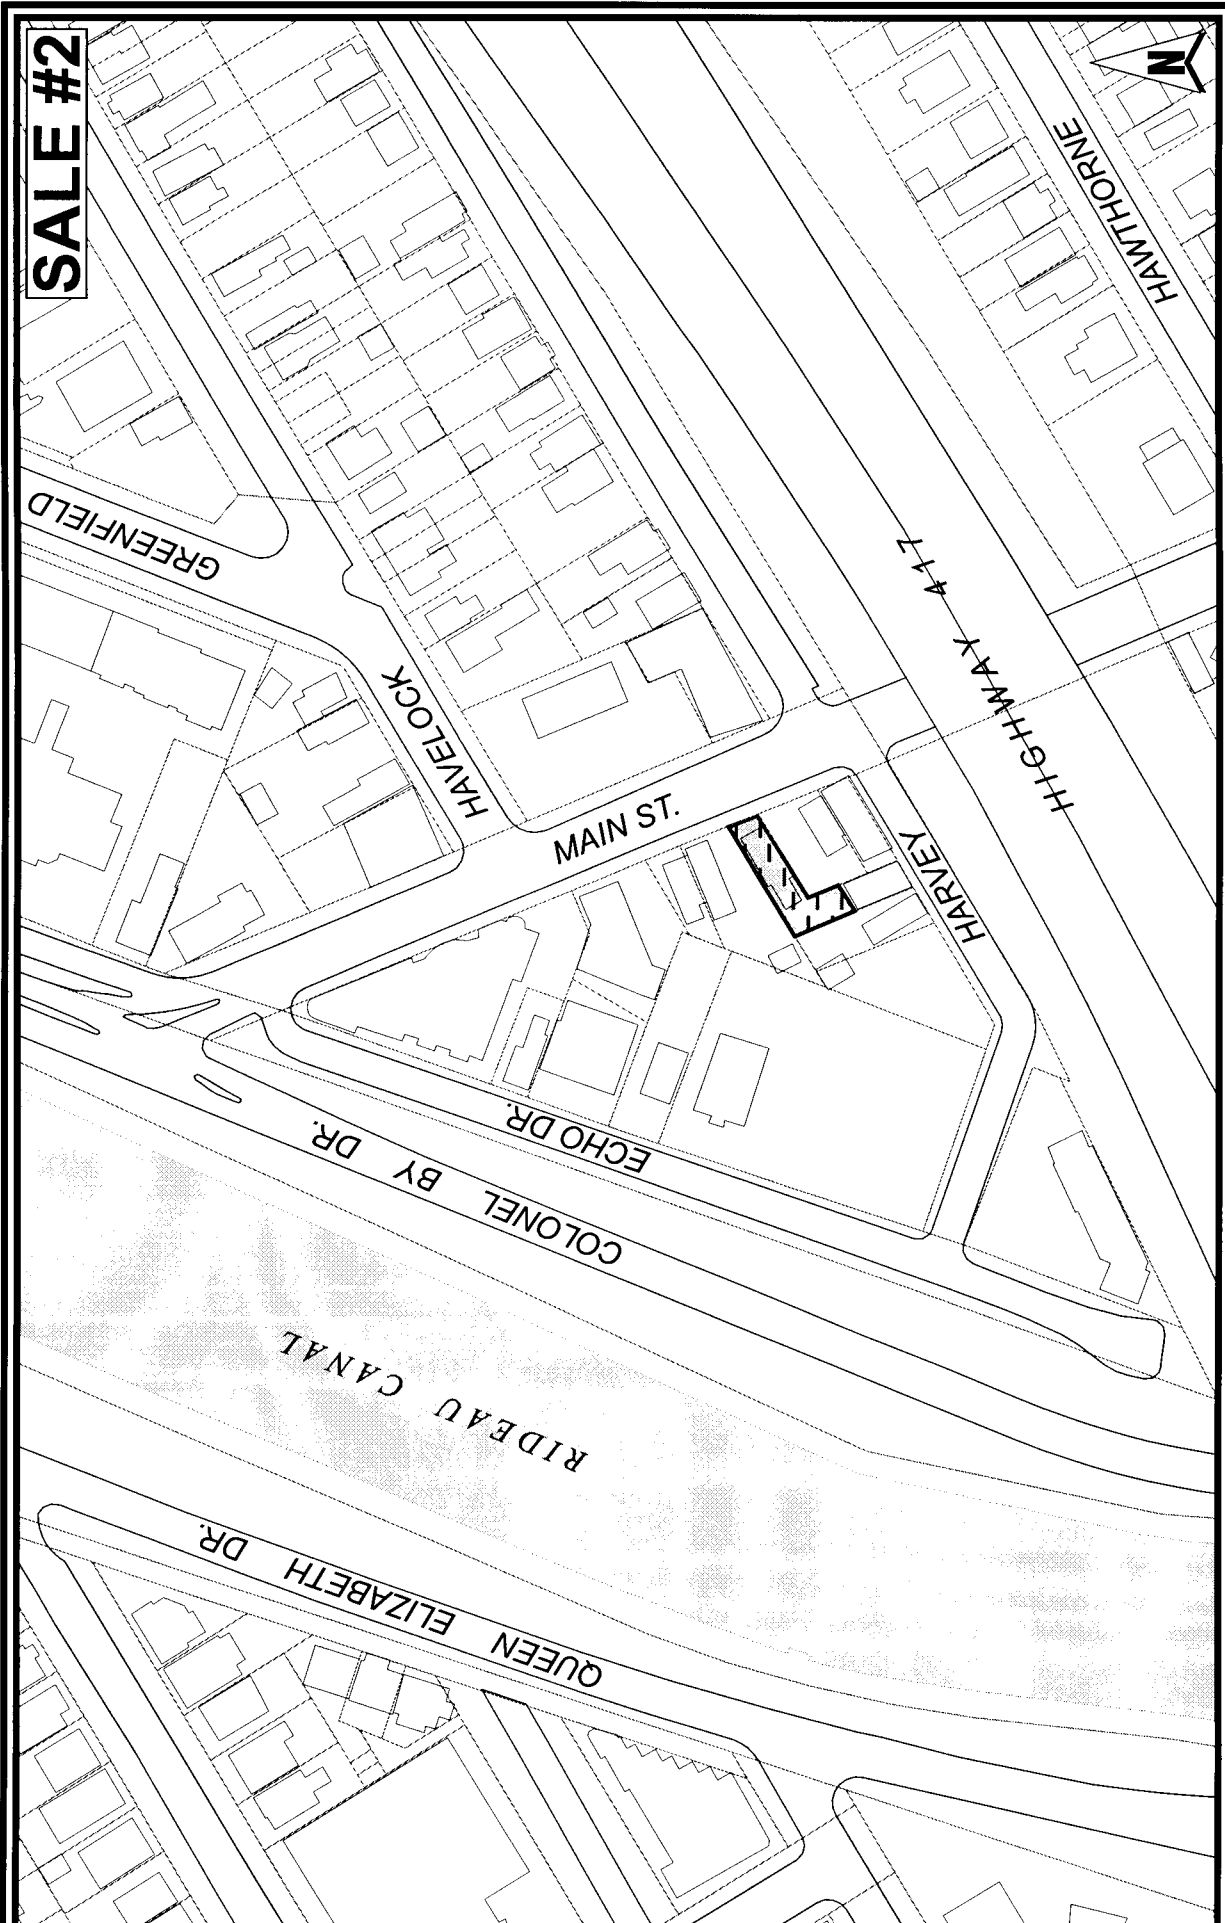 SALE #2
N
HAWTHORNE
GREENFIELD
HIGHWAY 417
HAVELOCK
MAIN ST.
HARVEY
ECHO DR.
COLONEL BY DR.
RIDEAU CANAL
QUEEN ELIZABETH DR.